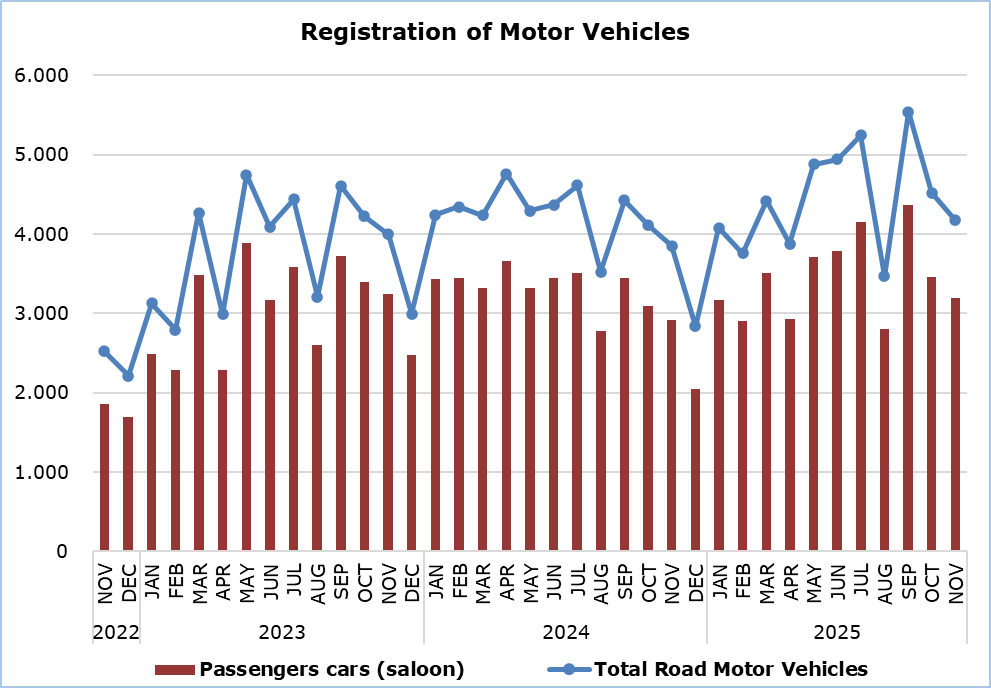 Registration of Motor Vehicles
6.000
5.000
4.000
3.000
2.000
1.000
0
NOV DEC JAN FEB MAR APR MAY JUN JUL AUG SEP OCT NOV DEC JAN FEB MAR APR MAY JUN JUL AUG SEP OCT NOV DEC JAN FEB MAR APR MAY JUN JUL AUG SEP OCT NOV
2022 2023 2024 2025
Passengers cars (saloon) Total Road Motor Vehicles